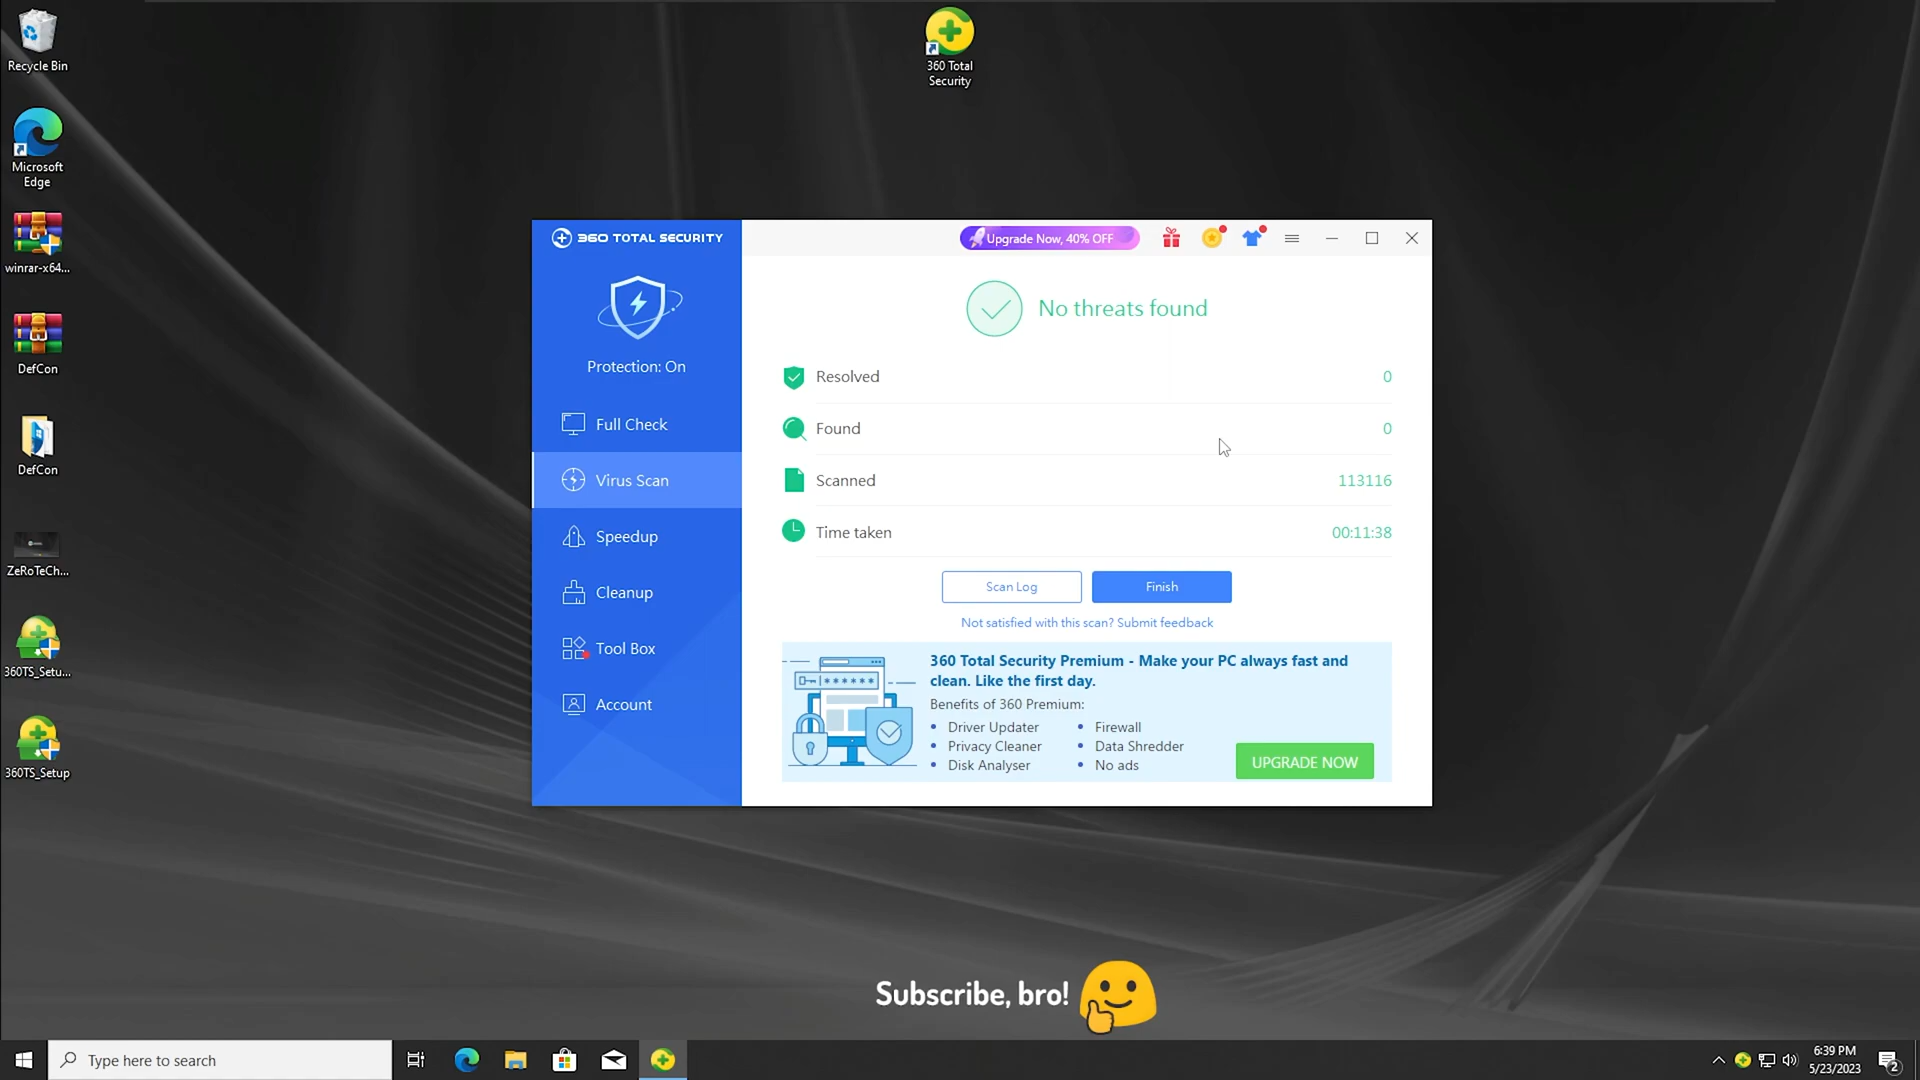 Recycle Bin
Microsoft
Edge
winrar-x64...
DefCon
DefCon
ZeRoTeCh...
360TS_Setu...
360TS_Setup
360 Total
Security
360 TOTAL SECURITY
Upgrade Now, 40% OFF
Protection: On
Full Check
Virus Scan
Speedup
Cleanup
Tool Box
Account
No threats found
Resolved 0
Found 0
Scanned 113116
Time taken 00:11:38
Scan Log
Finish
Not satisfied with this scan? Submit feedback
360 Total Security Premium - Make your PC always fast and
clean. Like the first day.
Benefits of 360 Premium:
• Driver Updater • Firewall
• Privacy Cleaner • Data Shredder
• Disk Analyser • No ads
UPGRADE NOW
Subscribe, bro!
Type here to search
6:39 PM
5/23/2023
2